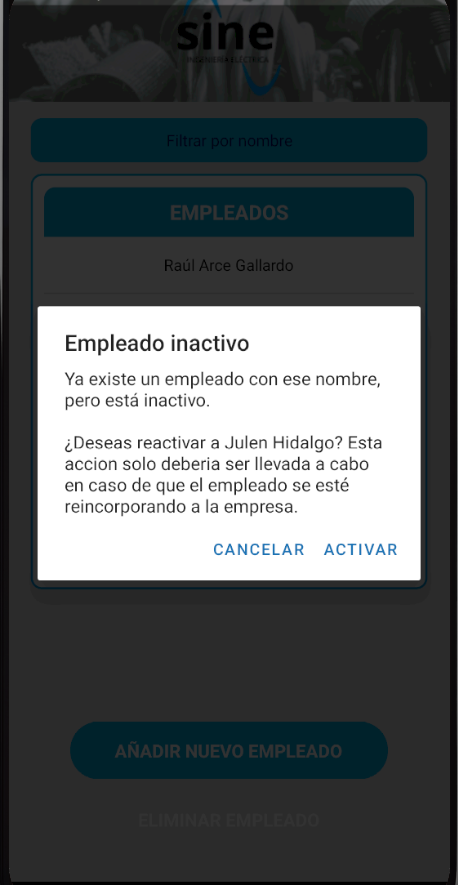 sine
INGENIERÍA ELÉCTRICA
Filtrar por nombre
EMPLEADOS
Raúl Arce Gallardo
Empleado inactivo
Ya existe un empleado con ese nombre,
pero está inactivo.
¿Deseas reactivar a Julen Hidalgo? Esta
accion solo deberia ser llevada a cabo
en caso de que el empleado se esté
reincorporando a la empresa.
CANCELAR ACTIVAR
AÑADIR NUEVO EMPLEADO
ELIMINAR EMPLEADO